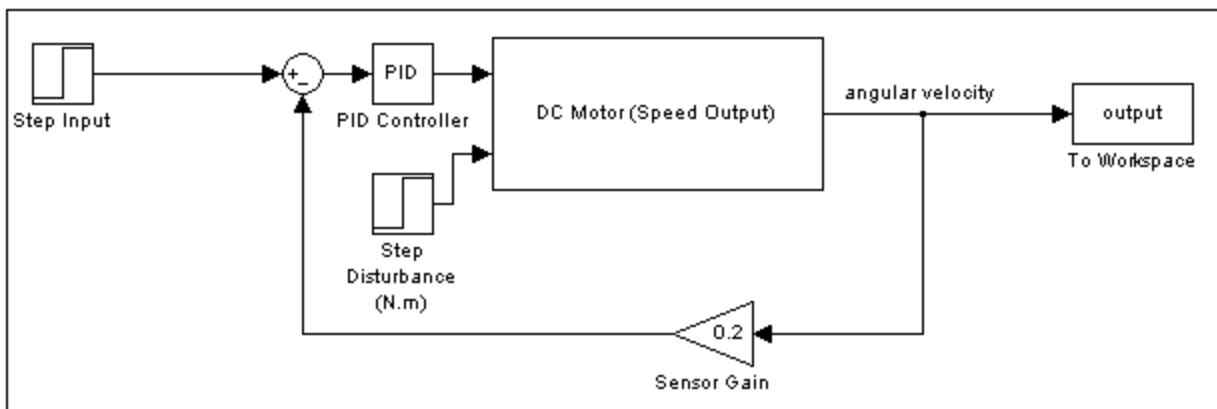 Step Input
+
−
PID
PID Controller
DC Motor (Speed Output)
angular velocity
output
To Workspace
Step
Disturbance
(N.m)
0.2
Sensor Gain